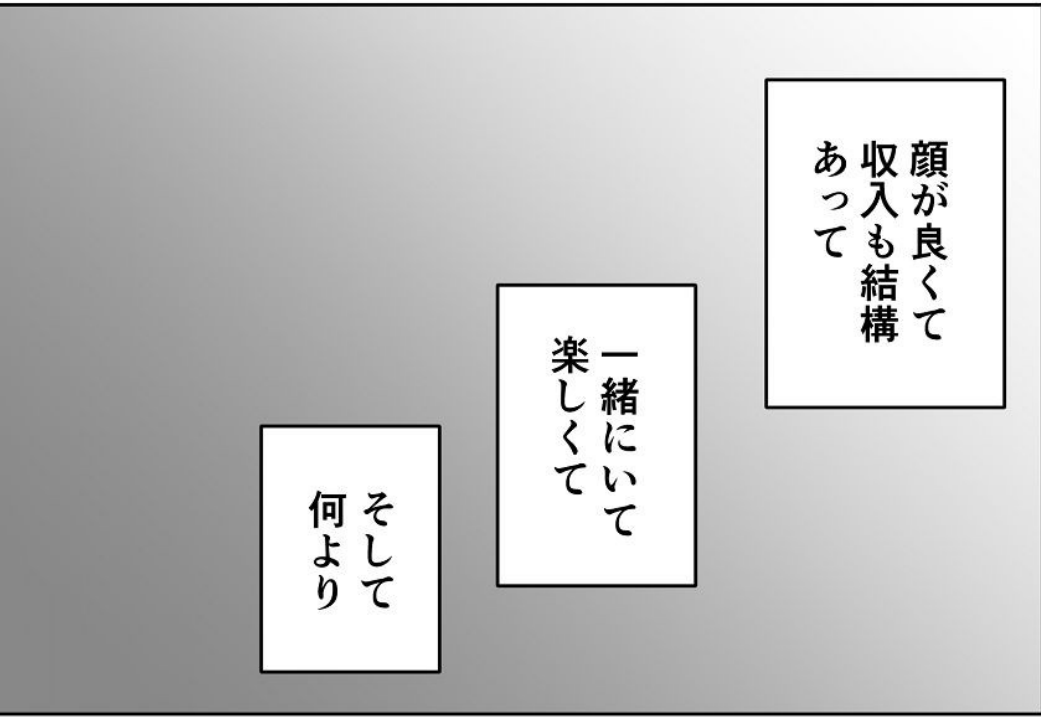 顔が良くて
収入も結構
あって
一緒にいて
楽しくて
そして
何より